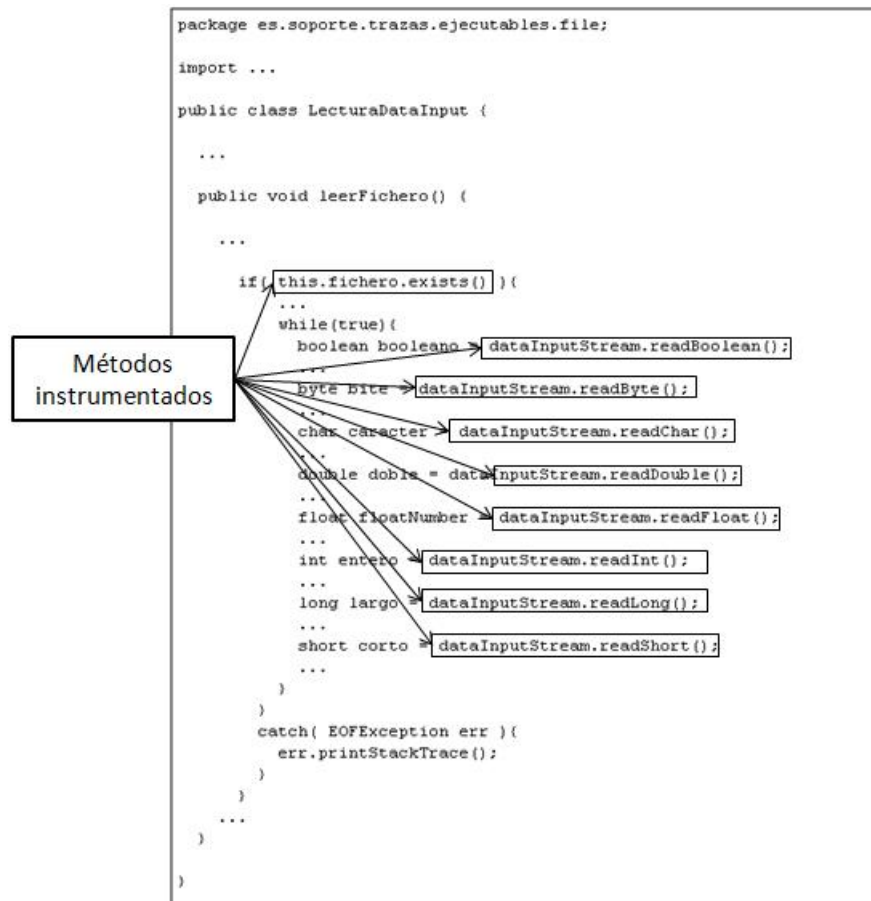 package es.soporte.trazas.ejecutables.file;
import ...
public class LecturaDataInput {
...
public void leerFichero() {
...
if( this.fichero.exists() ){
...
while(true){
boolean booleano = dataInputStream.readBoolean();
...
byte bite = dataInputStream.readByte();
...
char caracter = dataInputStream.readChar();
...
double doble = dataInputStream.readDouble();
...
float floatNumber = dataInputStream.readFloat();
...
int entero = dataInputStream.readInt();
...
long largo = dataInputStream.readLong();
...
short corto = dataInputStream.readShort();
...
}
}
catch( EOFException err ){
err.printStackTrace();
}
}
...
}
}
Métodos
instrumentados